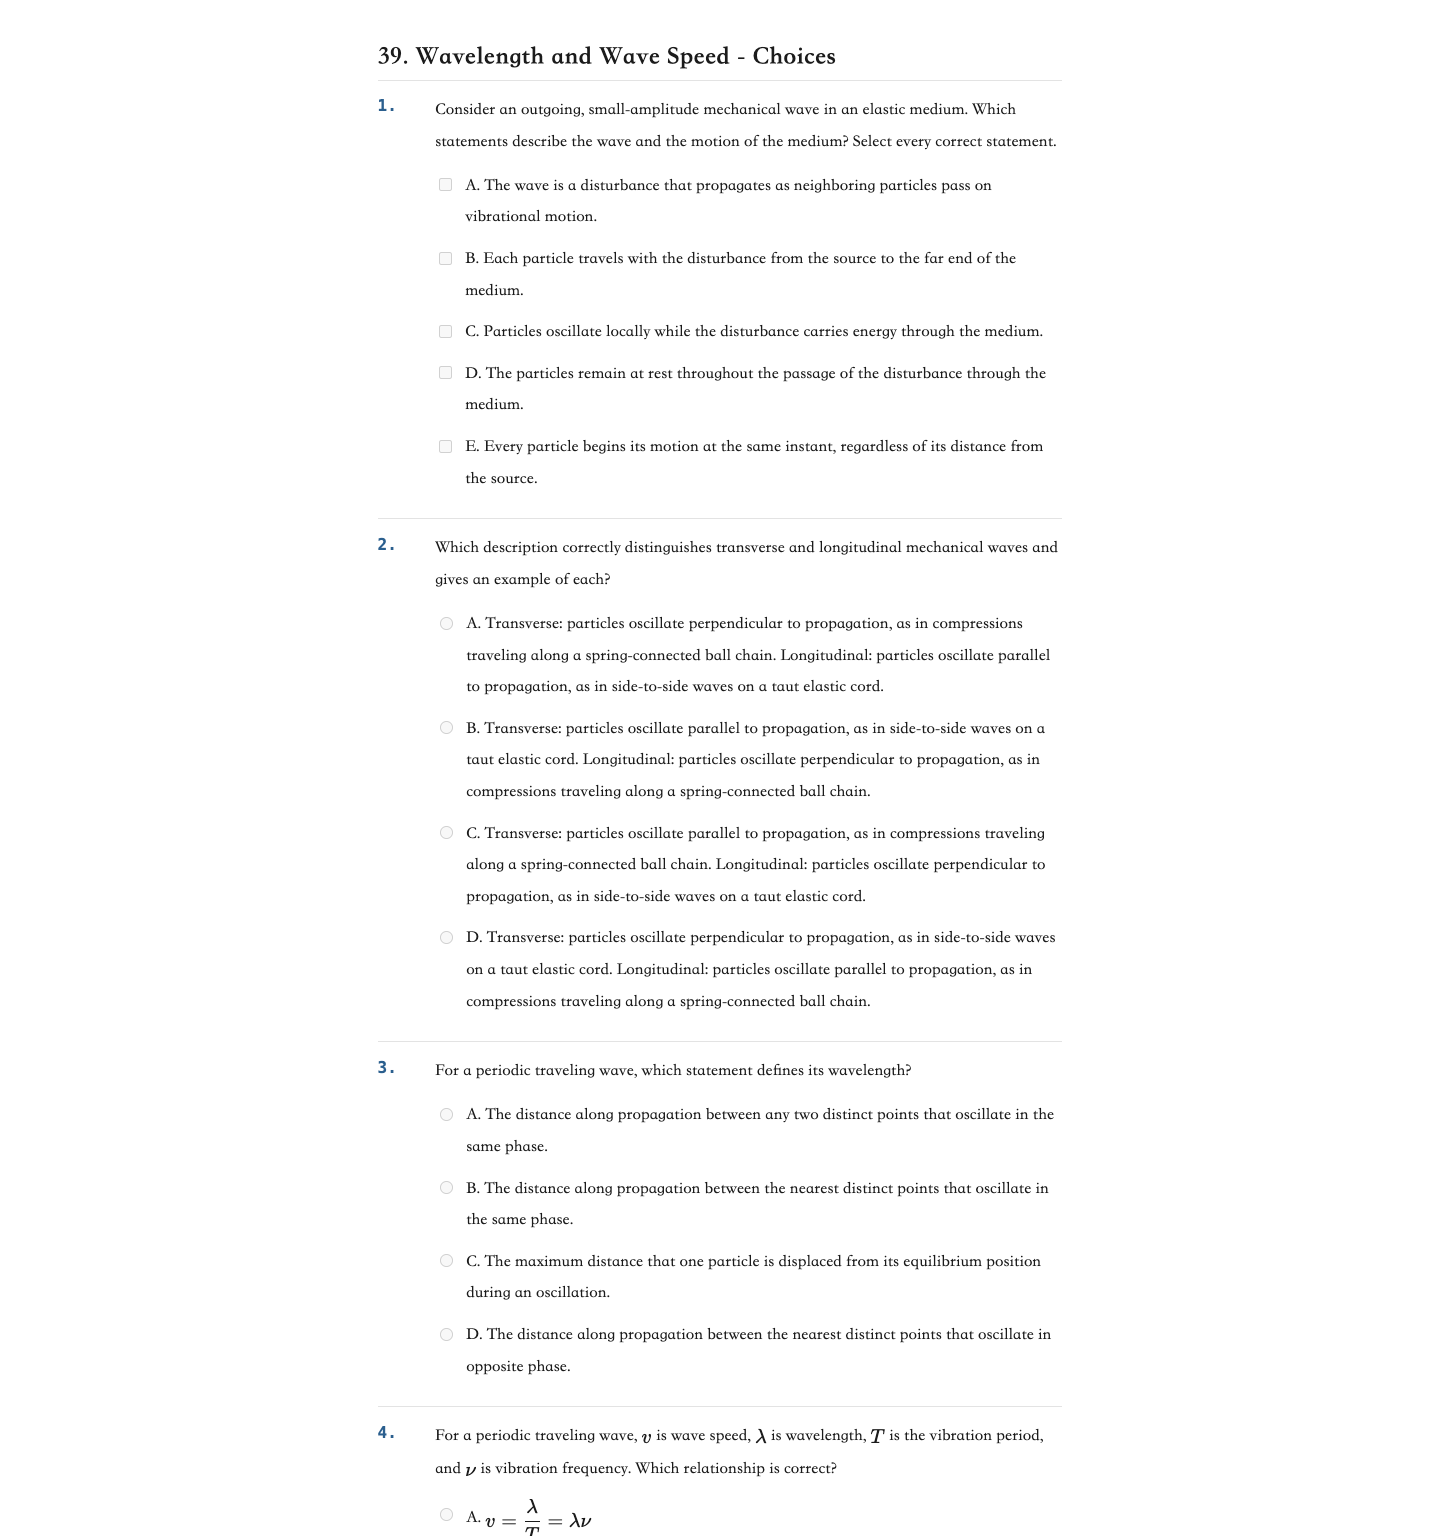 39. Wavelength and Wave Speed - Choices
1.
Consider an outgoing, small-amplitude mechanical wave in an elastic medium. Which
statements describe the wave and the motion of the medium? Select every correct statement.
A. The wave is a disturbance that propagates as neighboring particles pass on
vibrational motion.
B. Each particle travels with the disturbance from the source to the far end of the
medium.
C. Particles oscillate locally while the disturbance carries energy through the medium.
D. The particles remain at rest throughout the passage of the disturbance through the
medium.
E. Every particle begins its motion at the same instant, regardless of its distance from
the source.
2.
Which description correctly distinguishes transverse and longitudinal mechanical waves and
gives an example of each?
A. Transverse: particles oscillate perpendicular to propagation, as in compressions
traveling along a spring-connected ball chain. Longitudinal: particles oscillate parallel
to propagation, as in side-to-side waves on a taut elastic cord.
B. Transverse: particles oscillate parallel to propagation, as in side-to-side waves on a
taut elastic cord. Longitudinal: particles oscillate perpendicular to propagation, as in
compressions traveling along a spring-connected ball chain.
C. Transverse: particles oscillate parallel to propagation, as in compressions traveling
along a spring-connected ball chain. Longitudinal: particles oscillate perpendicular to
propagation, as in side-to-side waves on a taut elastic cord.
D. Transverse: particles oscillate perpendicular to propagation, as in side-to-side waves
on a taut elastic cord. Longitudinal: particles oscillate parallel to propagation, as in
compressions traveling along a spring-connected ball chain.
3.
For a periodic traveling wave, which statement defines its wavelength?
A. The distance along propagation between any two distinct points that oscillate in the
same phase.
B. The distance along propagation between the nearest distinct points that oscillate in
the same phase.
C. The maximum distance that one particle is displaced from its equilibrium position
during an oscillation.
D. The distance along propagation between the nearest distinct points that oscillate in
opposite phase.
4.
For a periodic traveling wave, v is wave speed, λ is wavelength, T is the vibration period,
and ν is vibration frequency. Which relationship is correct?
A. v = λ/T = λν